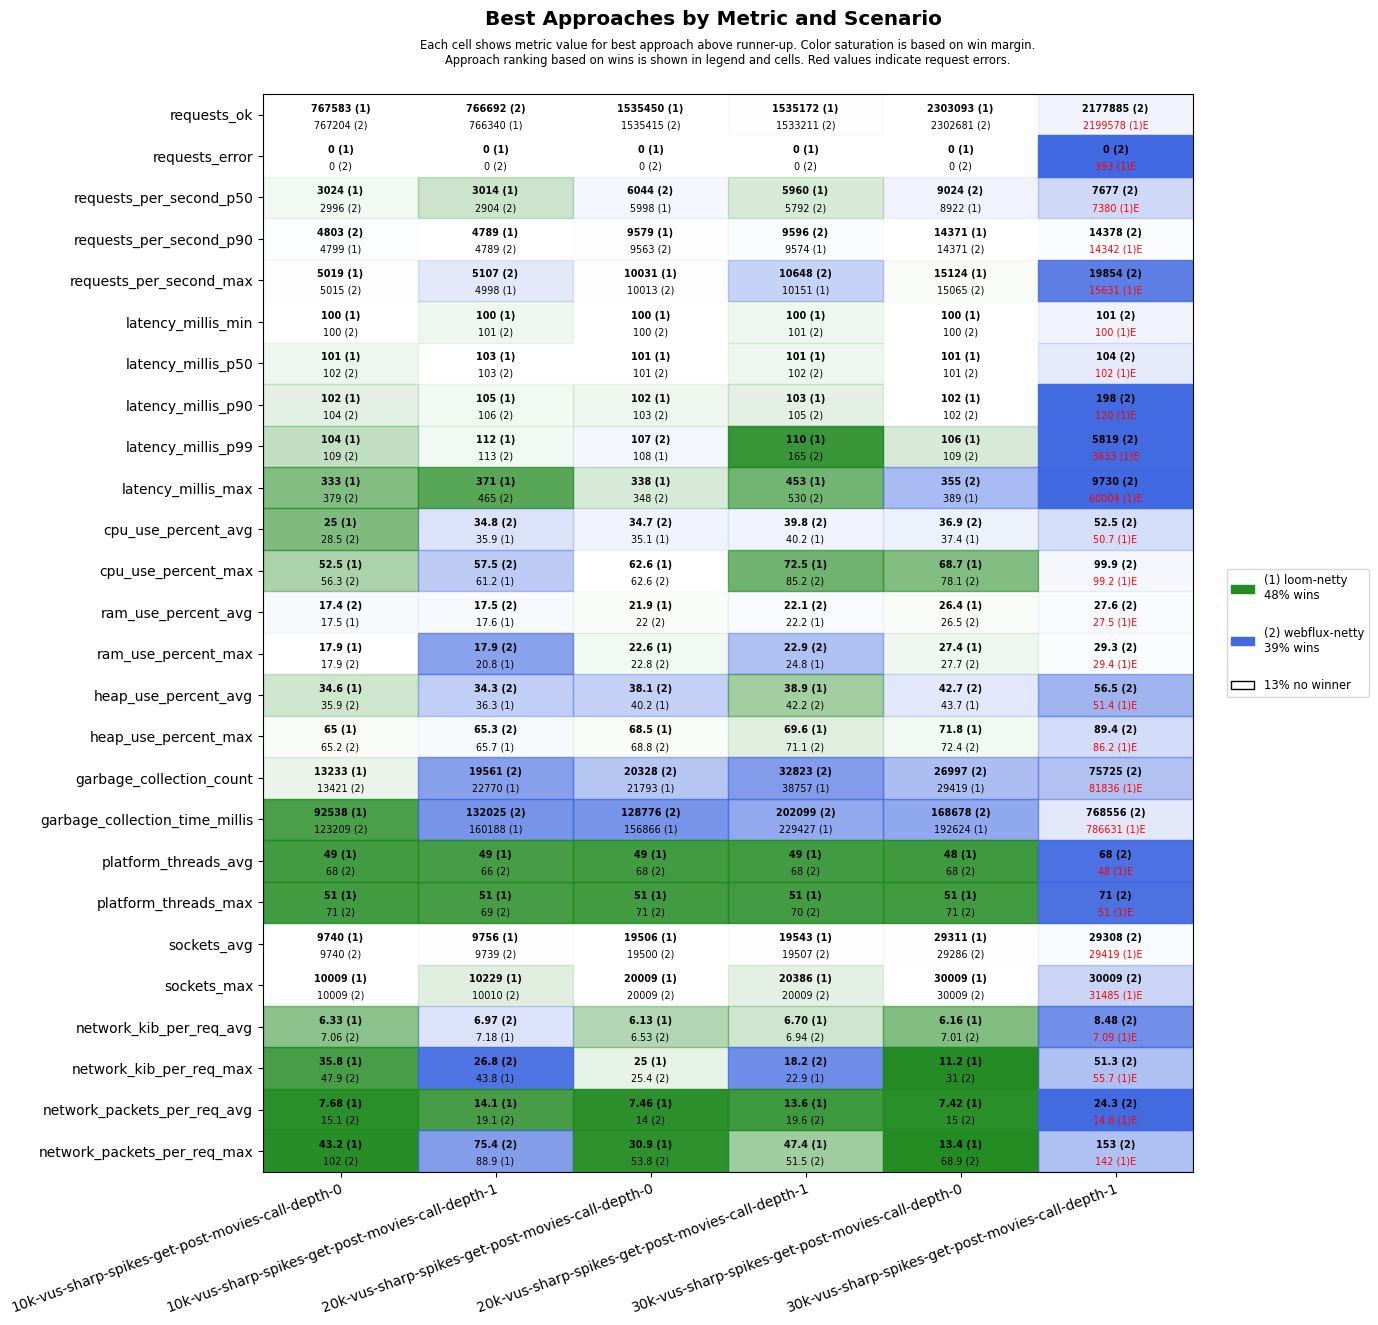 Best Approaches by Metric and Scenario
Each cell shows metric value for best approach above runner-up. Color saturation is based on win margin.
Approach ranking based on wins is shown in legend and cells. Red values indicate request errors.
requests_ok
767583 (1) 766692 (2) 1535450 (1) 1535172 (1) 2303093 (1) 2177885 (2)
767204 (2) 766340 (1) 1535415 (2) 1533211 (2) 2302681 (2) 2199578 (1)E
requests_error
0 (1) 0 (1) 0 (1) 0 (1) 0 (1) 0 (2)
0 (2) 0 (2) 0 (2) 0 (2) 0 (2) 393 (1)E
requests_per_second_p50
3024 (1) 3014 (1) 6044 (2) 5960 (1) 9024 (2) 7677 (2)
2996 (2) 2904 (2) 5998 (1) 5792 (2) 8922 (1) 7380 (1)E
requests_per_second_p90
4803 (2) 4789 (1) 9579 (1) 9596 (2) 14371 (1) 14378 (2)
4799 (1) 4789 (2) 9563 (2) 9574 (1) 14371 (2) 14342 (1)E
requests_per_second_max
5019 (1) 5107 (2) 10031 (1) 10648 (2) 15124 (1) 19854 (2)
5015 (2) 4998 (1) 10013 (2) 10151 (1) 15065 (2) 15631 (1)E
latency_millis_min
100 (1) 100 (1) 100 (1) 100 (1) 100 (1) 101 (2)
100 (2) 101 (2) 100 (2) 101 (2) 100 (2) 100 (1)E
latency_millis_p50
101 (1) 103 (1) 101 (1) 101 (1) 101 (1) 104 (2)
102 (2) 103 (2) 101 (2) 102 (2) 101 (2) 102 (1)E
latency_millis_p90
102 (1) 105 (1) 102 (1) 103 (1) 102 (1) 198 (2)
104 (2) 106 (2) 103 (2) 105 (2) 102 (2) 120 (1)E
latency_millis_p99
104 (1) 112 (1) 107 (2) 110 (1) 106 (1) 5819 (2)
109 (2) 113 (2) 108 (1) 165 (2) 109 (2) 3633 (1)E
latency_millis_max
333 (1) 371 (1) 338 (1) 453 (1) 355 (2) 9730 (2)
379 (2) 465 (2) 348 (2) 530 (2) 389 (1) 60004 (1)E
cpu_use_percent_avg
25 (1) 34.8 (2) 34.7 (2) 39.8 (2) 36.9 (2) 52.5 (2)
28.5 (2) 35.9 (1) 35.1 (1) 40.2 (1) 37.4 (1) 50.7 (1)E
cpu_use_percent_max
52.5 (1) 57.5 (2) 62.6 (1) 72.5 (1) 68.7 (1) 99.9 (2)
56.3 (2) 61.2 (1) 62.6 (2) 85.2 (2) 78.1 (2) 99.2 (1)E
ram_use_percent_avg
17.4 (2) 17.5 (2) 21.9 (1) 22.1 (2) 26.4 (1) 27.6 (2)
17.5 (1) 17.6 (1) 22 (2) 22.2 (1) 26.5 (2) 27.5 (1)E
ram_use_percent_max
17.9 (1) 17.9 (2) 22.6 (1) 22.9 (2) 27.4 (1) 29.3 (2)
17.9 (2) 20.8 (1) 22.8 (2) 24.8 (1) 27.7 (2) 29.4 (1)E
heap_use_percent_avg
34.6 (1) 34.3 (2) 38.1 (2) 38.9 (1) 42.7 (2) 56.5 (2)
35.9 (2) 36.3 (1) 40.2 (1) 42.2 (2) 43.7 (1) 51.4 (1)E
heap_use_percent_max
65 (1) 65.3 (2) 68.5 (1) 69.6 (1) 71.8 (1) 89.4 (2)
65.2 (2) 65.7 (1) 68.8 (2) 71.1 (2) 72.4 (2) 86.2 (1)E
garbage_collection_count
13233 (1) 19561 (2) 20328 (2) 32823 (2) 26997 (2) 75725 (2)
13421 (2) 22770 (1) 21793 (1) 38757 (1) 29419 (1) 81836 (1)E
garbage_collection_time_millis
92538 (1) 132025 (2) 128776 (2) 202099 (2) 168678 (2) 768556 (2)
123209 (2) 160188 (1) 156866 (1) 229427 (1) 192624 (1) 786631 (1)E
platform_threads_avg
49 (1) 49 (1) 49 (1) 49 (1) 48 (1) 68 (2)
68 (2) 66 (2) 68 (2) 68 (2) 68 (2) 48 (1)E
platform_threads_max
51 (1) 51 (1) 51 (1) 51 (1) 51 (1) 71 (2)
71 (2) 69 (2) 71 (2) 70 (2) 71 (2) 51 (1)E
sockets_avg
9740 (1) 9756 (1) 19506 (1) 19543 (1) 29311 (1) 29308 (2)
9740 (2) 9739 (2) 19500 (2) 19507 (2) 29286 (2) 29419 (1)E
sockets_max
10009 (1) 10229 (1) 20009 (1) 20386 (1) 30009 (1) 30009 (2)
10009 (2) 10010 (2) 20009 (2) 20009 (2) 30009 (2) 31485 (1)E
network_kib_per_req_avg
6.33 (1) 6.97 (2) 6.13 (1) 6.70 (1) 6.16 (1) 8.48 (2)
7.06 (2) 7.18 (1) 6.53 (2) 6.94 (2) 7.01 (2) 7.09 (1)E
network_kib_per_req_max
35.8 (1) 26.8 (2) 25 (1) 18.2 (2) 11.2 (1) 51.3 (2)
47.9 (2) 43.8 (1) 25.4 (2) 22.9 (1) 31 (2) 55.7 (1)E
network_packets_per_req_avg
7.68 (1) 14.1 (1) 7.46 (1) 13.6 (1) 7.42 (1) 24.3 (2)
15.1 (2) 19.1 (2) 14 (2) 19.6 (2) 15 (2) 14.8 (1)E
network_packets_per_req_max
43.2 (1) 75.4 (2) 30.9 (1) 47.4 (1) 13.4 (1) 153 (2)
102 (2) 88.9 (1) 53.8 (2) 51.5 (2) 68.9 (2) 142 (1)E
10k-vus-sharp-spikes-get-post-movies-call-depth-0
10k-vus-sharp-spikes-get-post-movies-call-depth-1
20k-vus-sharp-spikes-get-post-movies-call-depth-0
20k-vus-sharp-spikes-get-post-movies-call-depth-1
30k-vus-sharp-spikes-get-post-movies-call-depth-0
30k-vus-sharp-spikes-get-post-movies-call-depth-1
(1) loom-netty
48% wins
(2) webflux-netty
39% wins
13% no winner